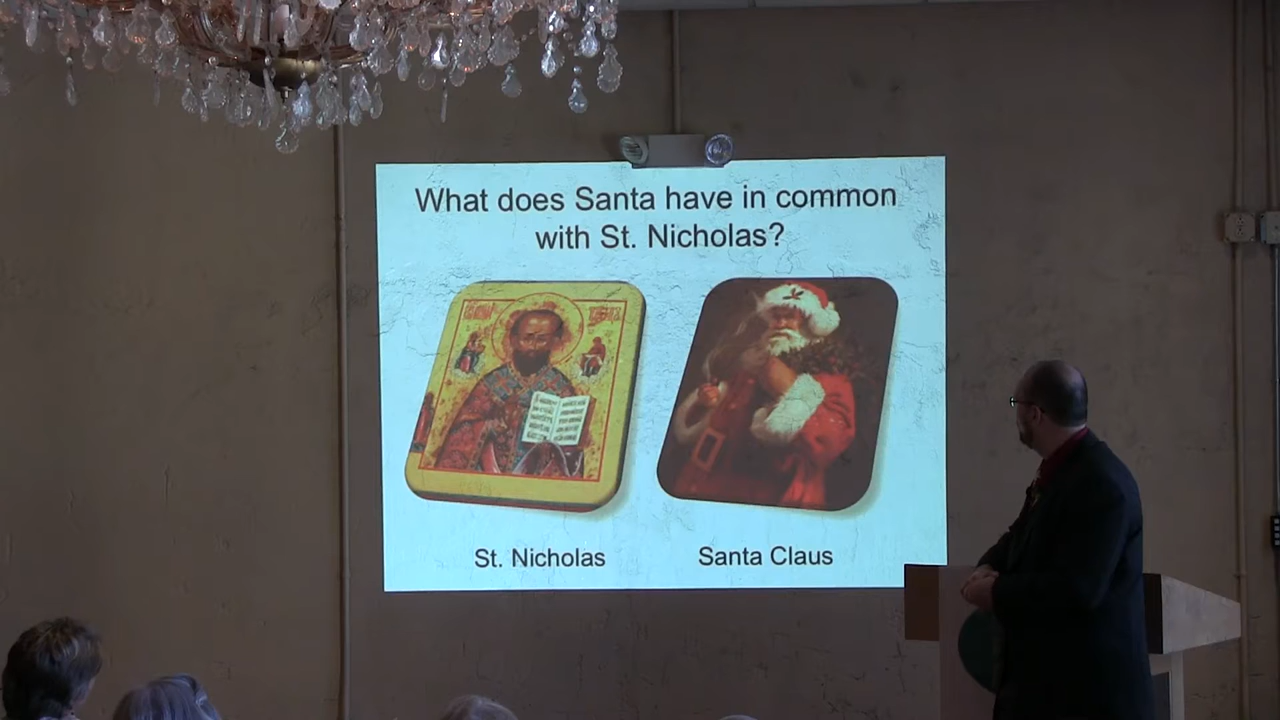 What does Santa have in common
with St. Nicholas?
St. Nicholas
Santa Claus